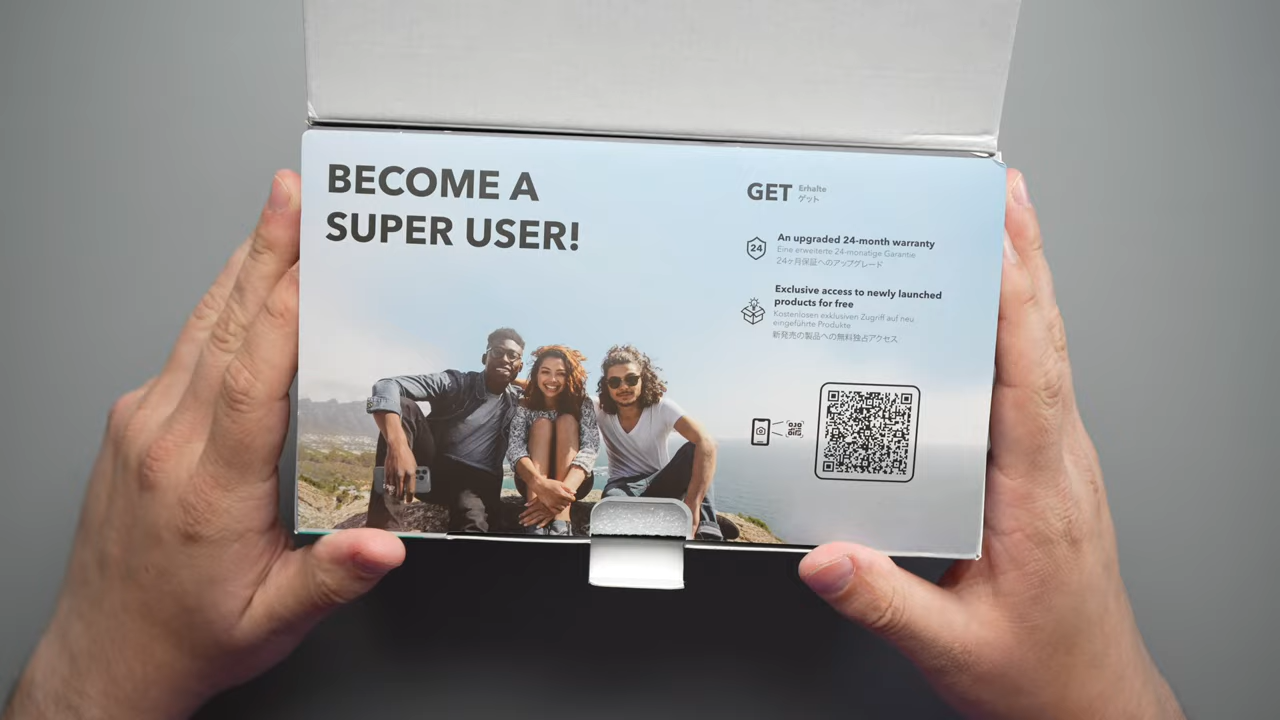 BECOME A
SUPER USER!
GET
Erhalte
ゲット
24
An upgraded 24-month warranty
Eine erweiterte 24-monatige Garantie
24ヶ月保証へのアップグレード
Exclusive access to newly launched
products for free
Kostenlosen exklusiven Zugriff auf neu
eingeführte Produkte
新発売の製品への無料独占アクセス